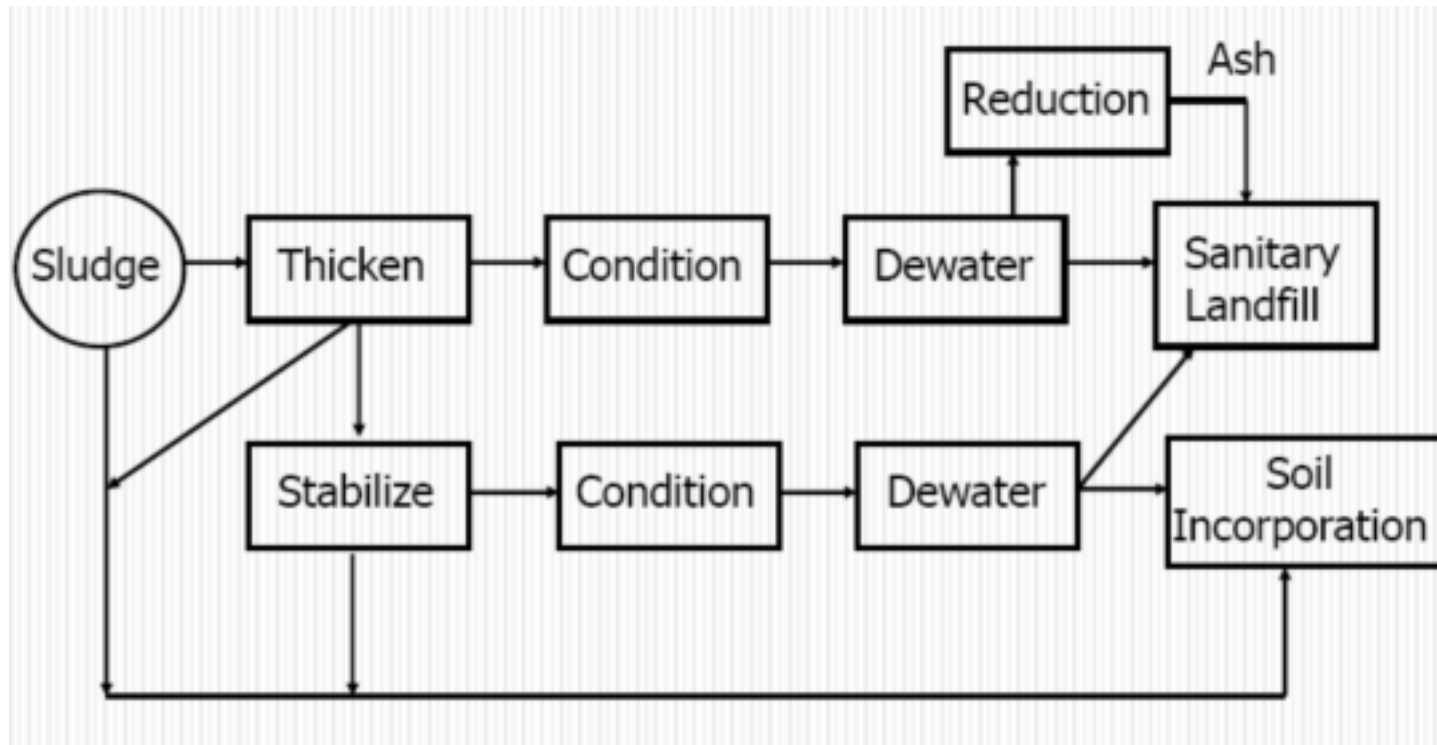 Ash
Reduction
Sludge
Thicken
Condition
Dewater
Sanitary
Landfill
Stabilize
Condition
Dewater
Soil
Incorporation